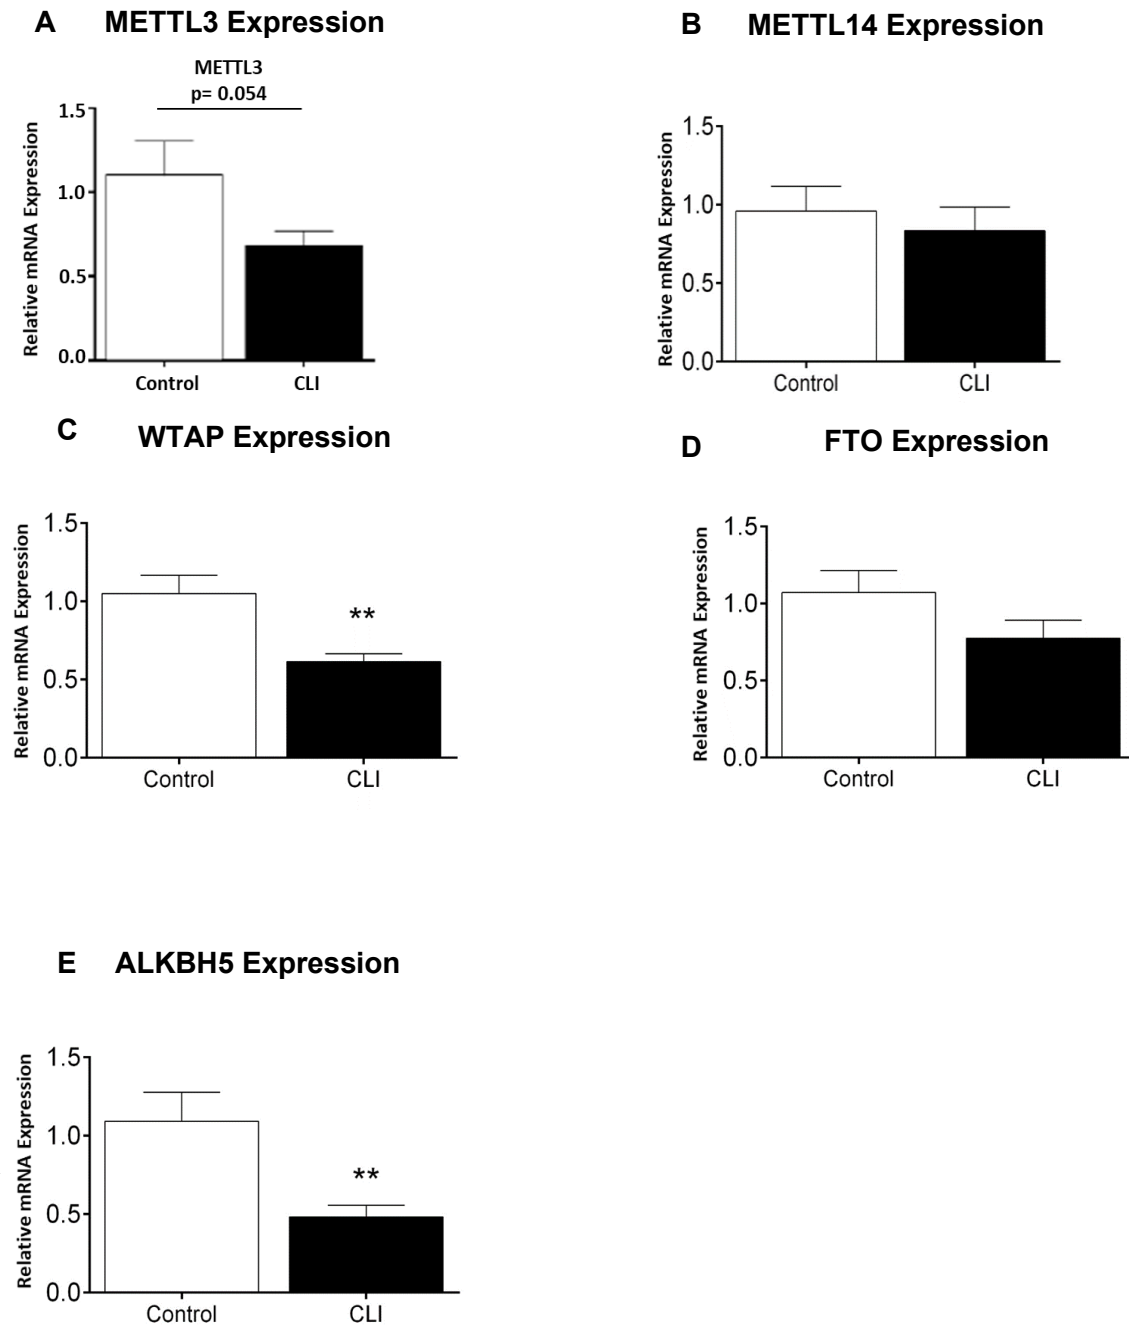 A METTL3 Expression
METTL3
p= 0.054
Relative mRNA Expression
1.5
1.0
0.5
0.0
Control CLI
B METTL14 Expression
Relative mRNA Expression
1.5
1.0
0.5
0.0
Control CLI
C WTAP Expression
Relative mRNA Expression
1.5
1.0
0.5
0.0
**
Control CLI
D FTO Expression
Relative mRNA Expression
1.5
1.0
0.5
0.0
Control CLI
E ALKBH5 Expression
Relative mRNA Expression
1.5
1.0
0.5
0.0
**
Control CLI